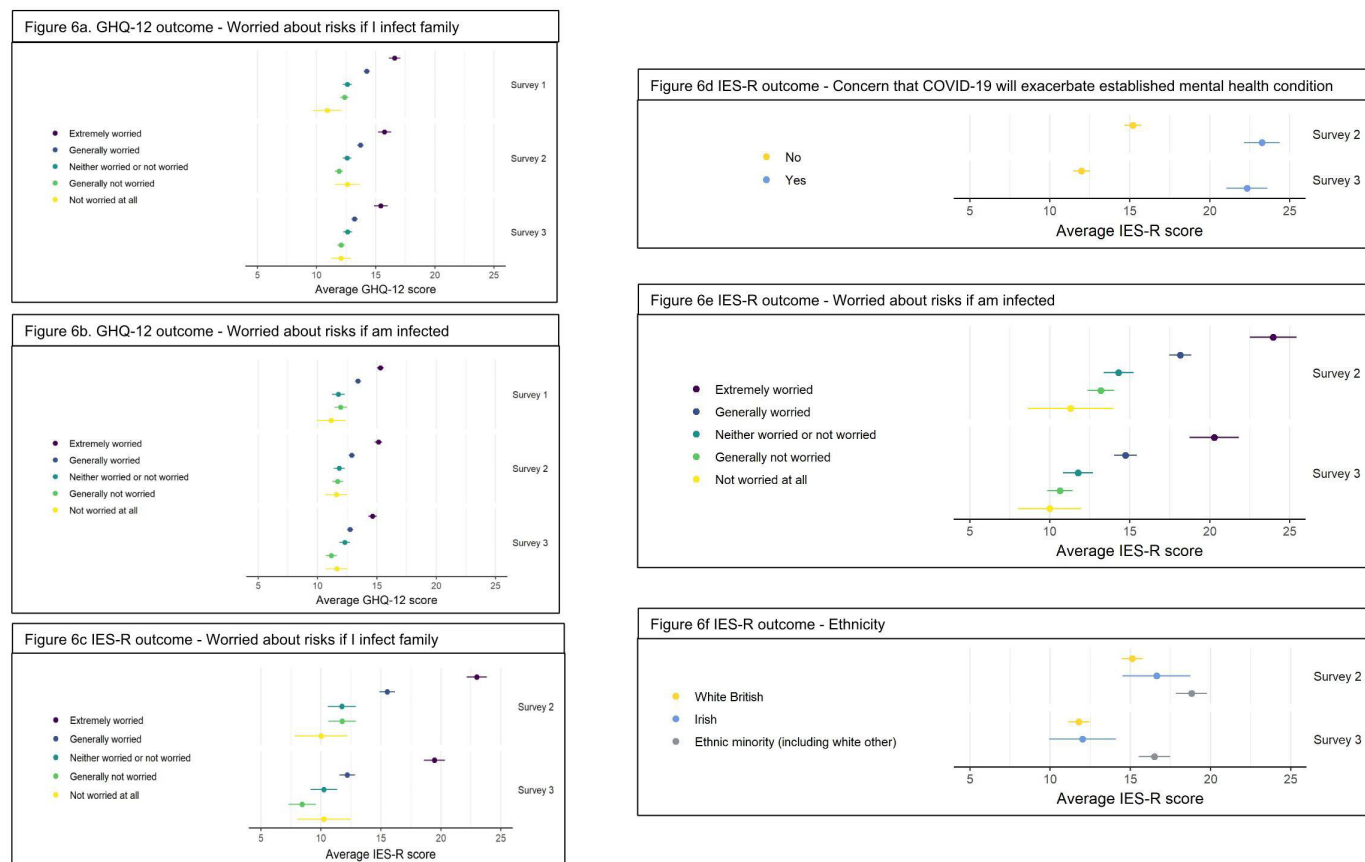 Figure 6a. GHQ-12 outcome - Worried about risks if I infect family
Survey 1
Extremely worried
Generally worried
Neither worried or not worried
Generally not worried
Not worried at all
Survey 2
Survey 3
5 10 15 20 25
Average GHQ-12 score
Figure 6b. GHQ-12 outcome - Worried about risks if am infected
Survey 1
Extremely worried
Generally worried
Neither worried or not worried
Generally not worried
Not worried at all
Survey 2
Survey 3
5 10 15 20 25
Average GHQ-12 score
Figure 6c IES-R outcome - Worried about risks if I infect family
Survey 2
Extremely worried
Generally worried
Neither worried or not worried
Generally not worried
Not worried at all
Survey 3
5 10 15 20 25
Average IES-R score
Figure 6d IES-R outcome - Concern that COVID-19 will exacerbate established mental health condition
Survey 2
No
Yes
Survey 3
5 10 15 20 25
Average IES-R score
Figure 6e IES-R outcome - Worried about risks if am infected
Survey 2
Extremely worried
Generally worried
Neither worried or not worried
Generally not worried
Not worried at all
Survey 3
5 10 15 20 25
Average IES-R score
Figure 6f IES-R outcome - Ethnicity
Survey 2
White British
Irish
Ethnic minority (including white other)
Survey 3
5 10 15 20 25
Average IES-R score